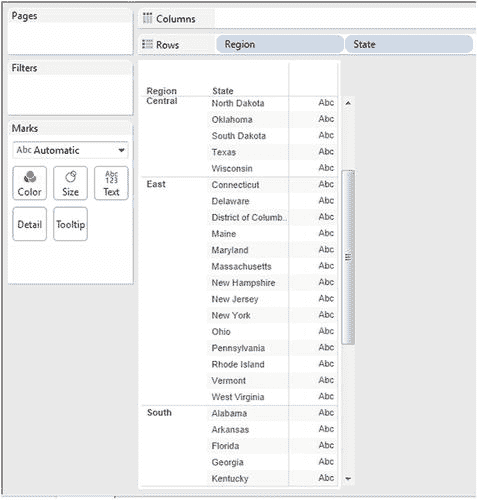 Pages
Columns
Rows Region State
Filters
Marks
Abc Automatic
Color Size Abc 123 Text
Detail Tooltip
Region State
Central North Dakota Abc
Oklahoma Abc
South Dakota Abc
Texas Abc
Wisconsin Abc
East Connecticut Abc
Delaware Abc
District of Columb.. Abc
Maine Abc
Maryland Abc
Massachusetts Abc
New Hampshire Abc
New Jersey Abc
New York Abc
Ohio Abc
Pennsylvania Abc
Rhode Island Abc
Vermont Abc
West Virginia Abc
South Alabama Abc
Arkansas Abc
Florida Abc
Georgia Abc
Kentucky Abc